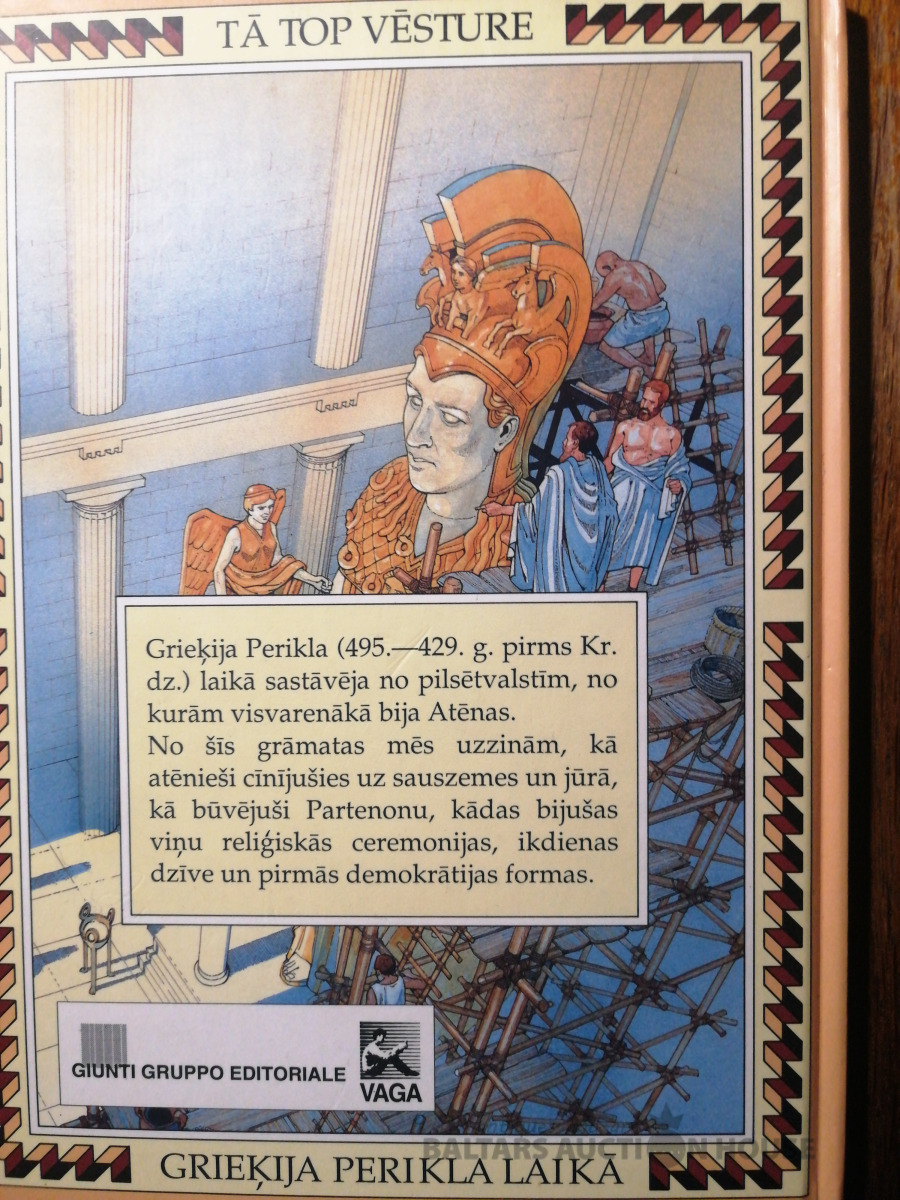 TĀ TOP VĒSTURE
Grieķija Perikla (495.—429. g. pirms Kr.
dz.) laikā sastāvēja no pilsētvalstīm, no
kurām visvarenākā bija Atēnas.
No šīs grāmatas mēs uzzinām, kā
atēnieši cīnījušies uz sauszemes un jūrā,
kā būvējuši Partenonu, kādas bijušas
viņu reliģiskās ceremonijas, ikdienas
dzīve un pirmās demokrātijas formas.
GIUNTI GRUPPO EDITORIALE
VAGA
BALTARS AUCTION HOUSE
GRIEĶIJA PERIKLA LAIKĀ